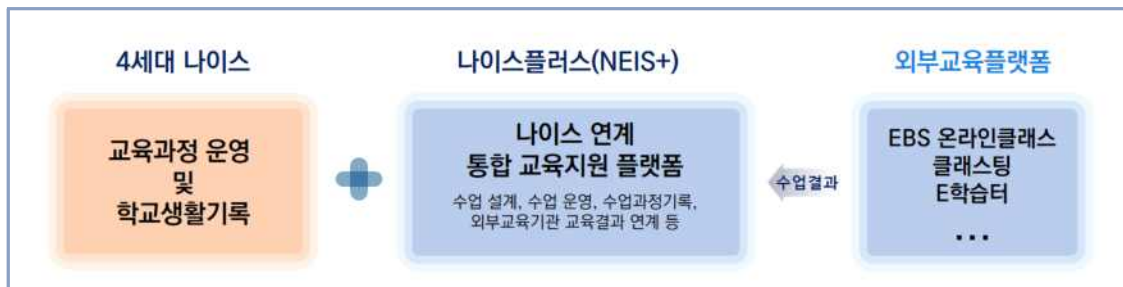 4세대 나이스
교육과정 운영
및
학교생활기록
나이스플러스(NEIS+)
나이스 연계
통합 교육지원 플랫폼
수업 설계, 수업 운영, 수업과정기록,
외부교육기관 교육결과 연계 등
수업결과
외부교육플랫폼
EBS 온라인클래스
클래스팅
E학습터
...